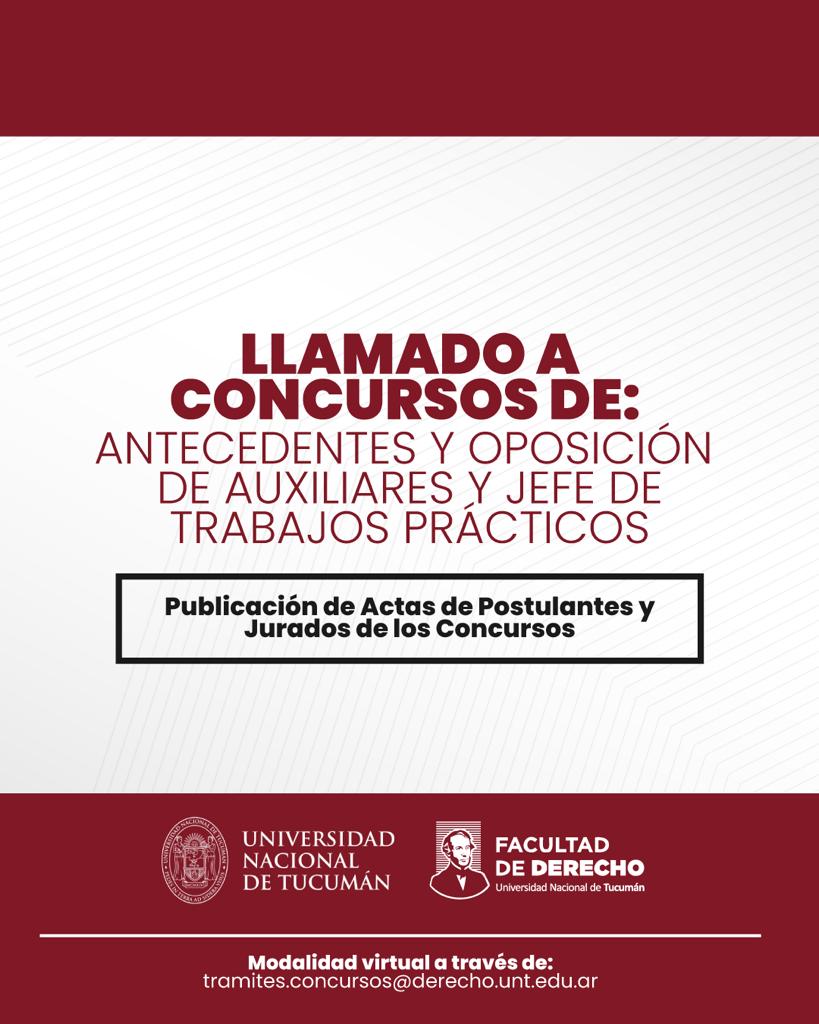 LLAMADO A
CONCURSOS DE:
ANTECEDENTES Y OPOSICIÓN
DE AUXILIARES Y JEFE DE
TRABAJOS PRÁCTICOS
Publicación de Actas de Postulantes y
Jurados de los Concursos
UNIVERSIDAD
NACIONAL
DE TUCUMÁN
FACULTAD
DE DERECHO
Universidad Nacional de Tucumán
Modalidad virtual a través de:
tramites.concursos@derecho.unt.edu.ar